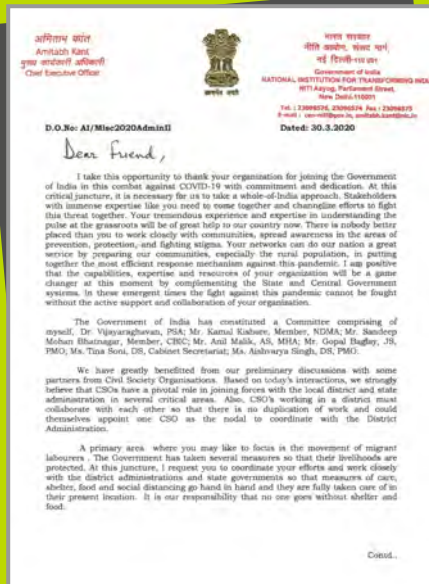 अमिताभ कांत
Amitabh Kant
मुख्य कार्यकारी अधिकारी
Chief Executive Officer
सत्यमेव जयते
भारत सरकार
नीति आयोग, संसद मार्ग,
नई दिल्ली-110 001
Government of India
NATIONAL INSTITUTION FOR TRANSFORMING INDIA
NITI Aayog, Parliament Street,
New Delhi-110001
Tel. : 23096576, 23096574 Fax : 23096575
E-mail : ceo-niti@gov.in, amitabh.kant@nic.in
D.O.No: AI/Misc2020AdminII
Dated: 30.3.2020
Dear Friend,
I take this opportunity to thank your organization for joining the Government
of India in this combat against COVID-19 with commitment and dedication. At this
critical juncture, it is necessary for us to take a whole-of-India approach. Stakeholders
with immense expertise like you need to come together and channelize efforts to fight
this threat together. Your tremendous experience and expertise in understanding the
pulse at the grassroots will be of great help to our country now. There is nobody better
placed than you to work closely with communities, spread awareness in the areas of
prevention, protection, and fighting stigma. Your networks can do our nation a great
service by preparing our communities, especially the rural population, in putting
together the most efficient response mechanism against this pandemic. I am positive
that the capabilities, expertise and resources of your organization will be a game
changer at this moment by complementing the State and Central Government
systems. In these emergent times the fight against this pandemic cannot be fought
without the active support and collaboration of your organization.
The Government of India has constituted a Committee comprising of
myself, Dr. Vijayaraghavan, PSA; Mr. Kamal Kishore, Member, NDMA; Mr. Sandeep
Mohan Bhatnagar, Member, CBIC; Mr. Anil Malik, AS, MHA; Mr. Gopal Baglay, JS,
PMO; Ms. Tina Soni, DS, Cabinet Secretariat; Ms. Aishvarya Singh, DS, PMO.
We have greatly benefitted from our preliminary discussions with some
partners from Civil Society Organisations. Based on today's interactions, we strongly
believe that CSOs have a pivotal role in joining forces with the local district and state
administration in several critical areas. Also, CSO's working in a district must
collaborate with each other so that there is no duplication of work and could
themselves appoint one CSO as the nodal to coordinate with the District
Administration.
A primary area where you may like to focus is the movement of migrant
labourers . The Government has taken several measures so that their livelihoods are
protected. At this juncture, I request you to coordinate your efforts and work closely
with the district administrations and state governments so that measures of care,
shelter, food and social distancing go hand in hand and they are fully taken care of in
their present location. It is our responsibility that no one goes without shelter and
food.
Contd..